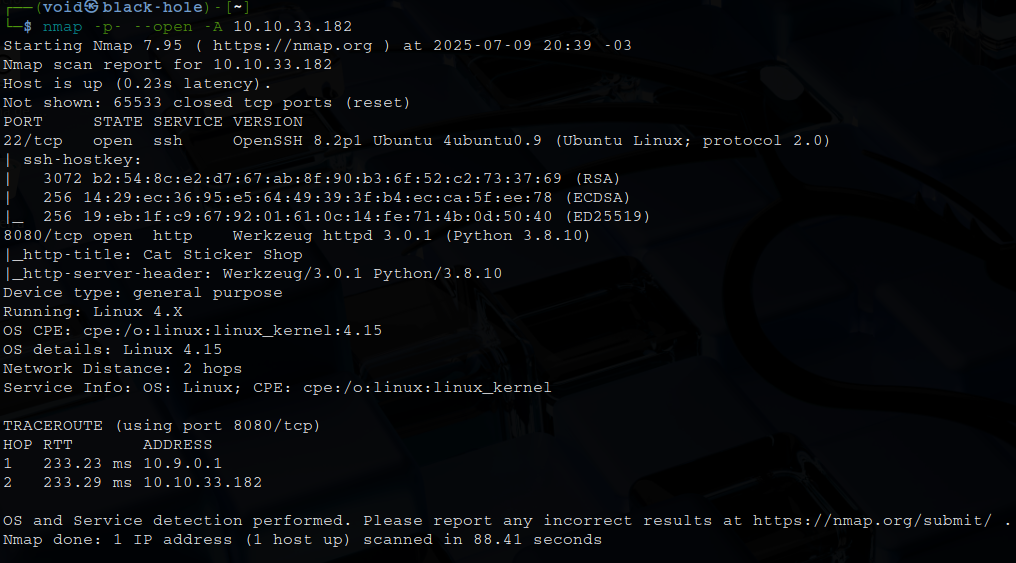 ┌──(void㉿black-hole)-[~]
└─$ nmap -p- --open -A 10.10.33.182
Starting Nmap 7.95 ( https://nmap.org ) at 2025-07-09 20:39 -03
Nmap scan report for 10.10.33.182
Host is up (0.23s latency).
Not shown: 65533 closed tcp ports (reset)
PORT     STATE SERVICE VERSION
22/tcp   open  ssh     OpenSSH 8.2p1 Ubuntu 4ubuntu0.9 (Ubuntu Linux; protocol 2.0)
| ssh-hostkey:
|   3072 b2:54:8c:e2:d7:67:ab:8f:90:b3:6f:52:c2:73:37:69 (RSA)
|   256 14:29:ec:36:95:e5:64:49:39:3f:b4:ec:ca:5f:ee:78 (ECDSA)
|_  256 19:eb:1f:c9:67:92:01:61:0c:14:fe:71:4b:0d:50:40 (ED25519)
8080/tcp open  http    Werkzeug httpd 3.0.1 (Python 3.8.10)
|_http-title: Cat Sticker Shop
|_http-server-header: Werkzeug/3.0.1 Python/3.8.10
Device type: general purpose
Running: Linux 4.X
OS CPE: cpe:/o:linux:linux_kernel:4.15
OS details: Linux 4.15
Network Distance: 2 hops
Service Info: OS: Linux; CPE: cpe:/o:linux:linux_kernel

TRACEROUTE (using port 8080/tcp)
HOP RTT       ADDRESS
1   233.23 ms 10.9.0.1
2   233.29 ms 10.10.33.182

OS and Service detection performed. Please report any incorrect results at https://nmap.org/submit/ .
Nmap done: 1 IP address (1 host up) scanned in 88.41 seconds